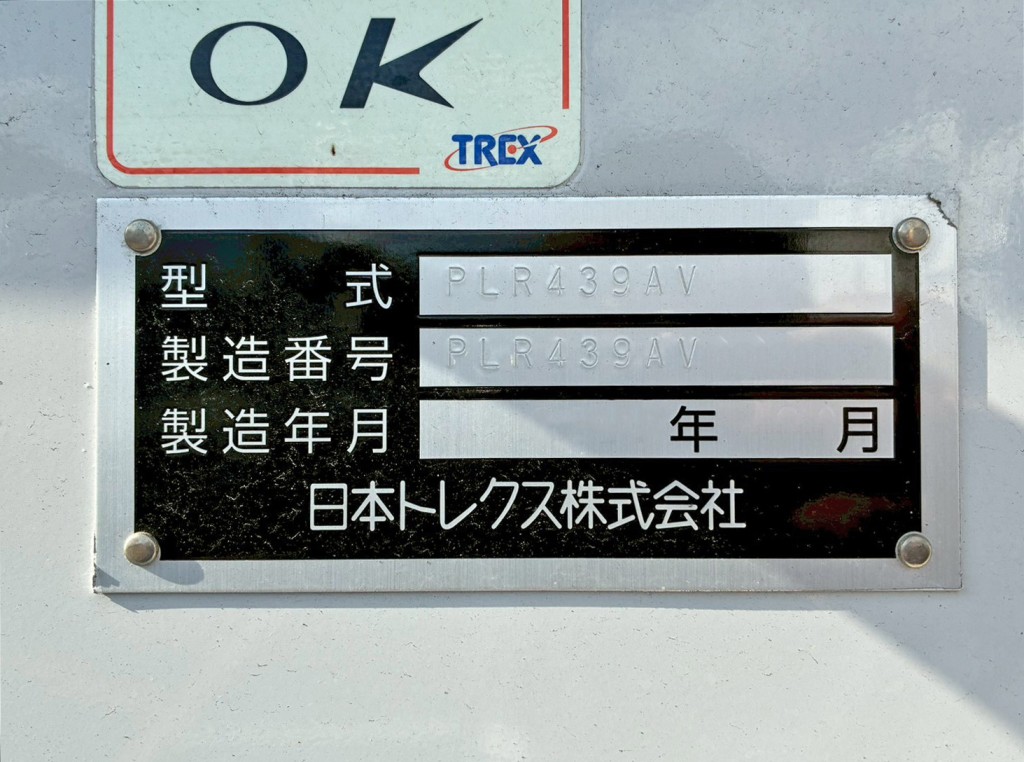 OK
TREX
型式 PLR439AV
製造番号 PLR439AV
製造年月 年 月
日本トレクス株式会社